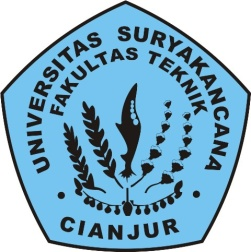 UNIVERSITAS SURYAKANCANA
FAKULTAS TEKNIK
CIANJUR